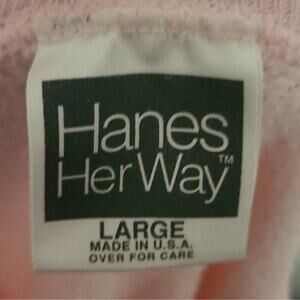 Hanes
Her Way™
LARGE
MADE IN U.S.A.
OVER FOR CARE